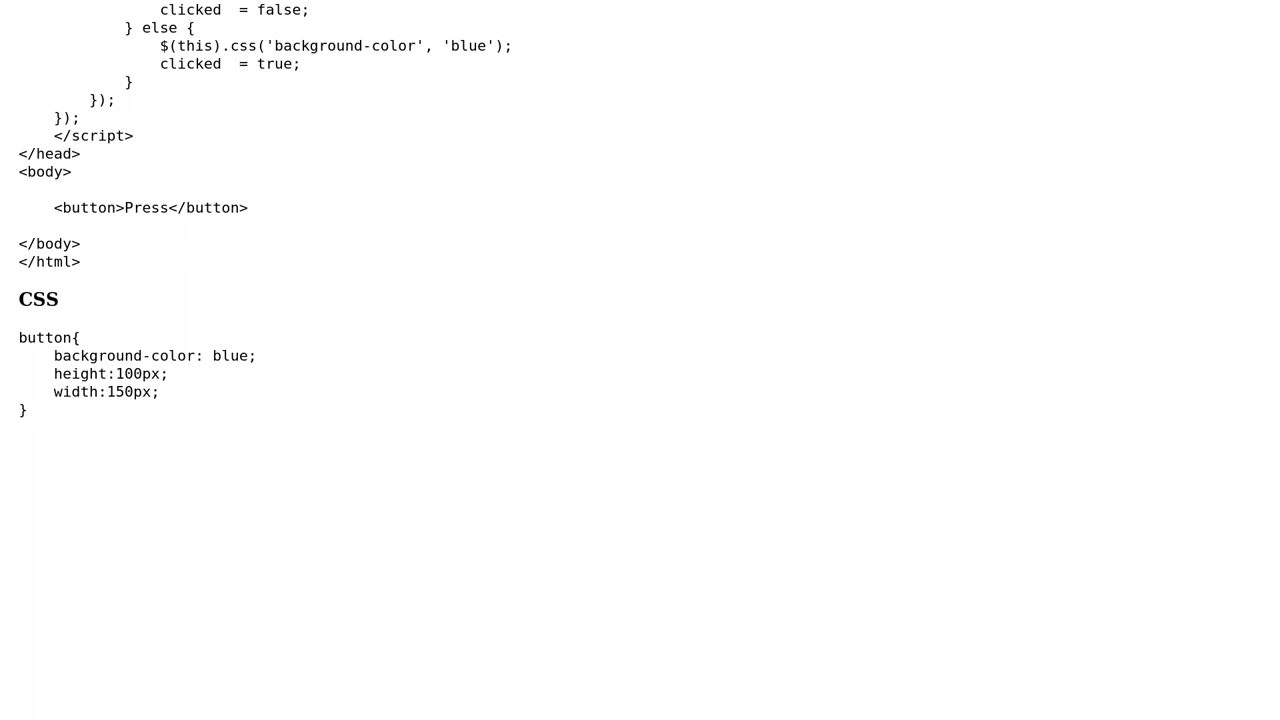 clicked  = false;
            } else {
                $(this).css('background-color', 'blue');
                clicked  = true;
            }
        });
    });
    </script>
</head>
<body>

    <button>Press</button>

</body>
</html>
CSS
button{
    background-color: blue;
    height:100px;
    width:150px;
}